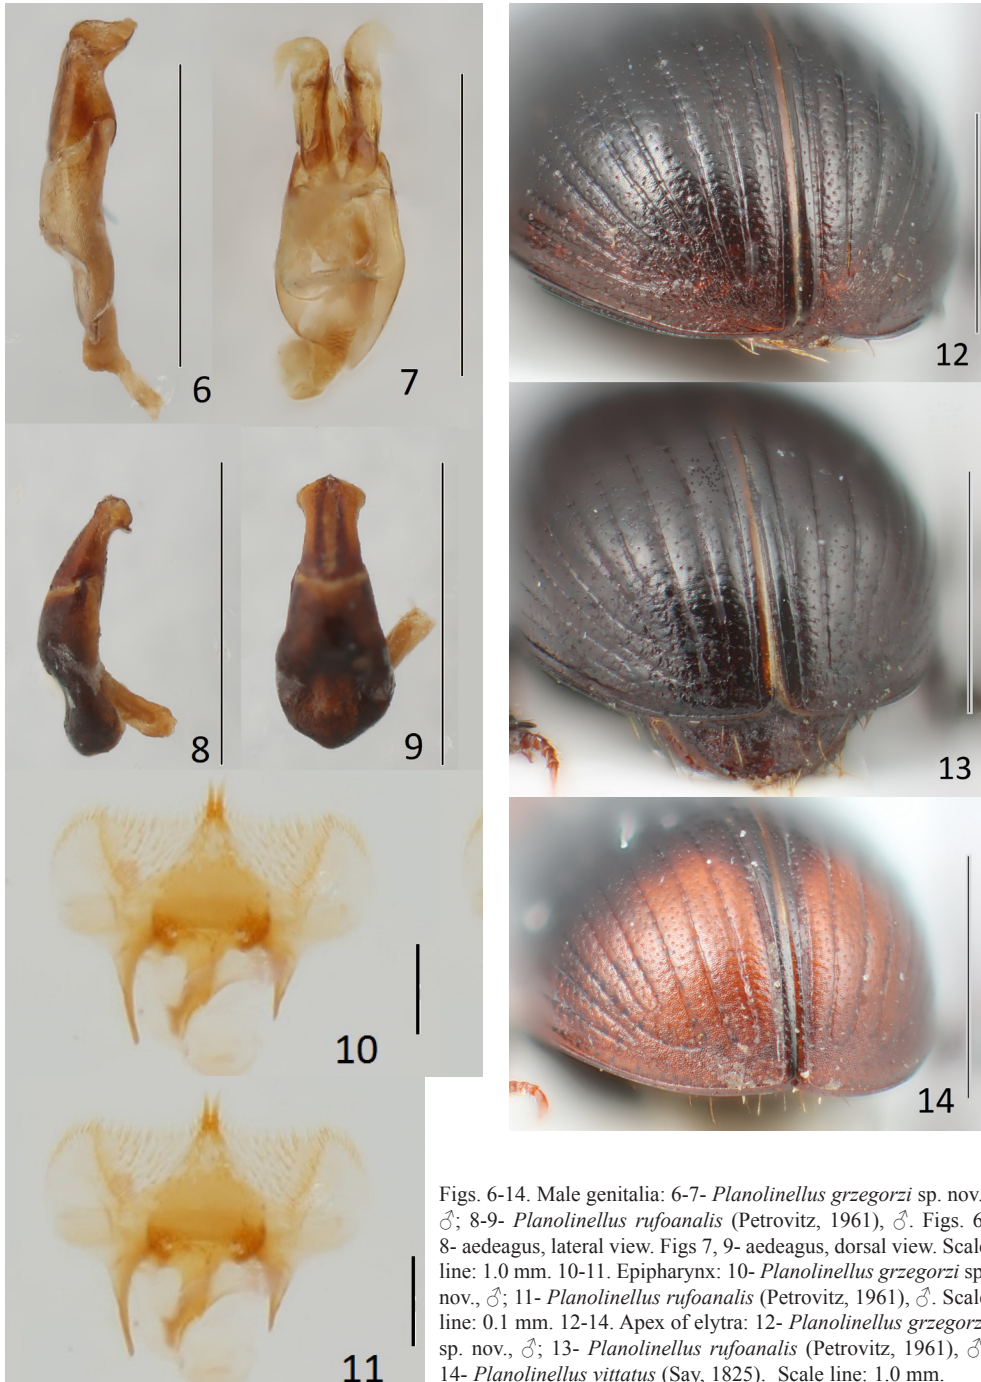 6
7
8
9
10
11
12
13
14
Figs. 6-14. Male genitalia: 6-7- Planolinellus grzegorzi sp. nov.
♂; 8-9- Planolinellus rufoanalis (Petrovitz, 1961), ♂. Figs. 6
8- aedeagus, lateral view. Figs 7, 9- aedeagus, dorsal view. Scale
line: 1.0 mm. 10-11. Epipharynx: 10- Planolinellus grzegorzi sp
nov., ♂; 11- Planolinellus rufoanalis (Petrovitz, 1961), ♂. Scale
line: 0.1 mm. 12-14. Apex of elytra: 12- Planolinellus grzegorz
sp. nov., ♂; 13- Planolinellus rufoanalis (Petrovitz, 1961), ♂
14- Planolinellus vittatus (Say, 1825). Scale line: 1.0 mm.